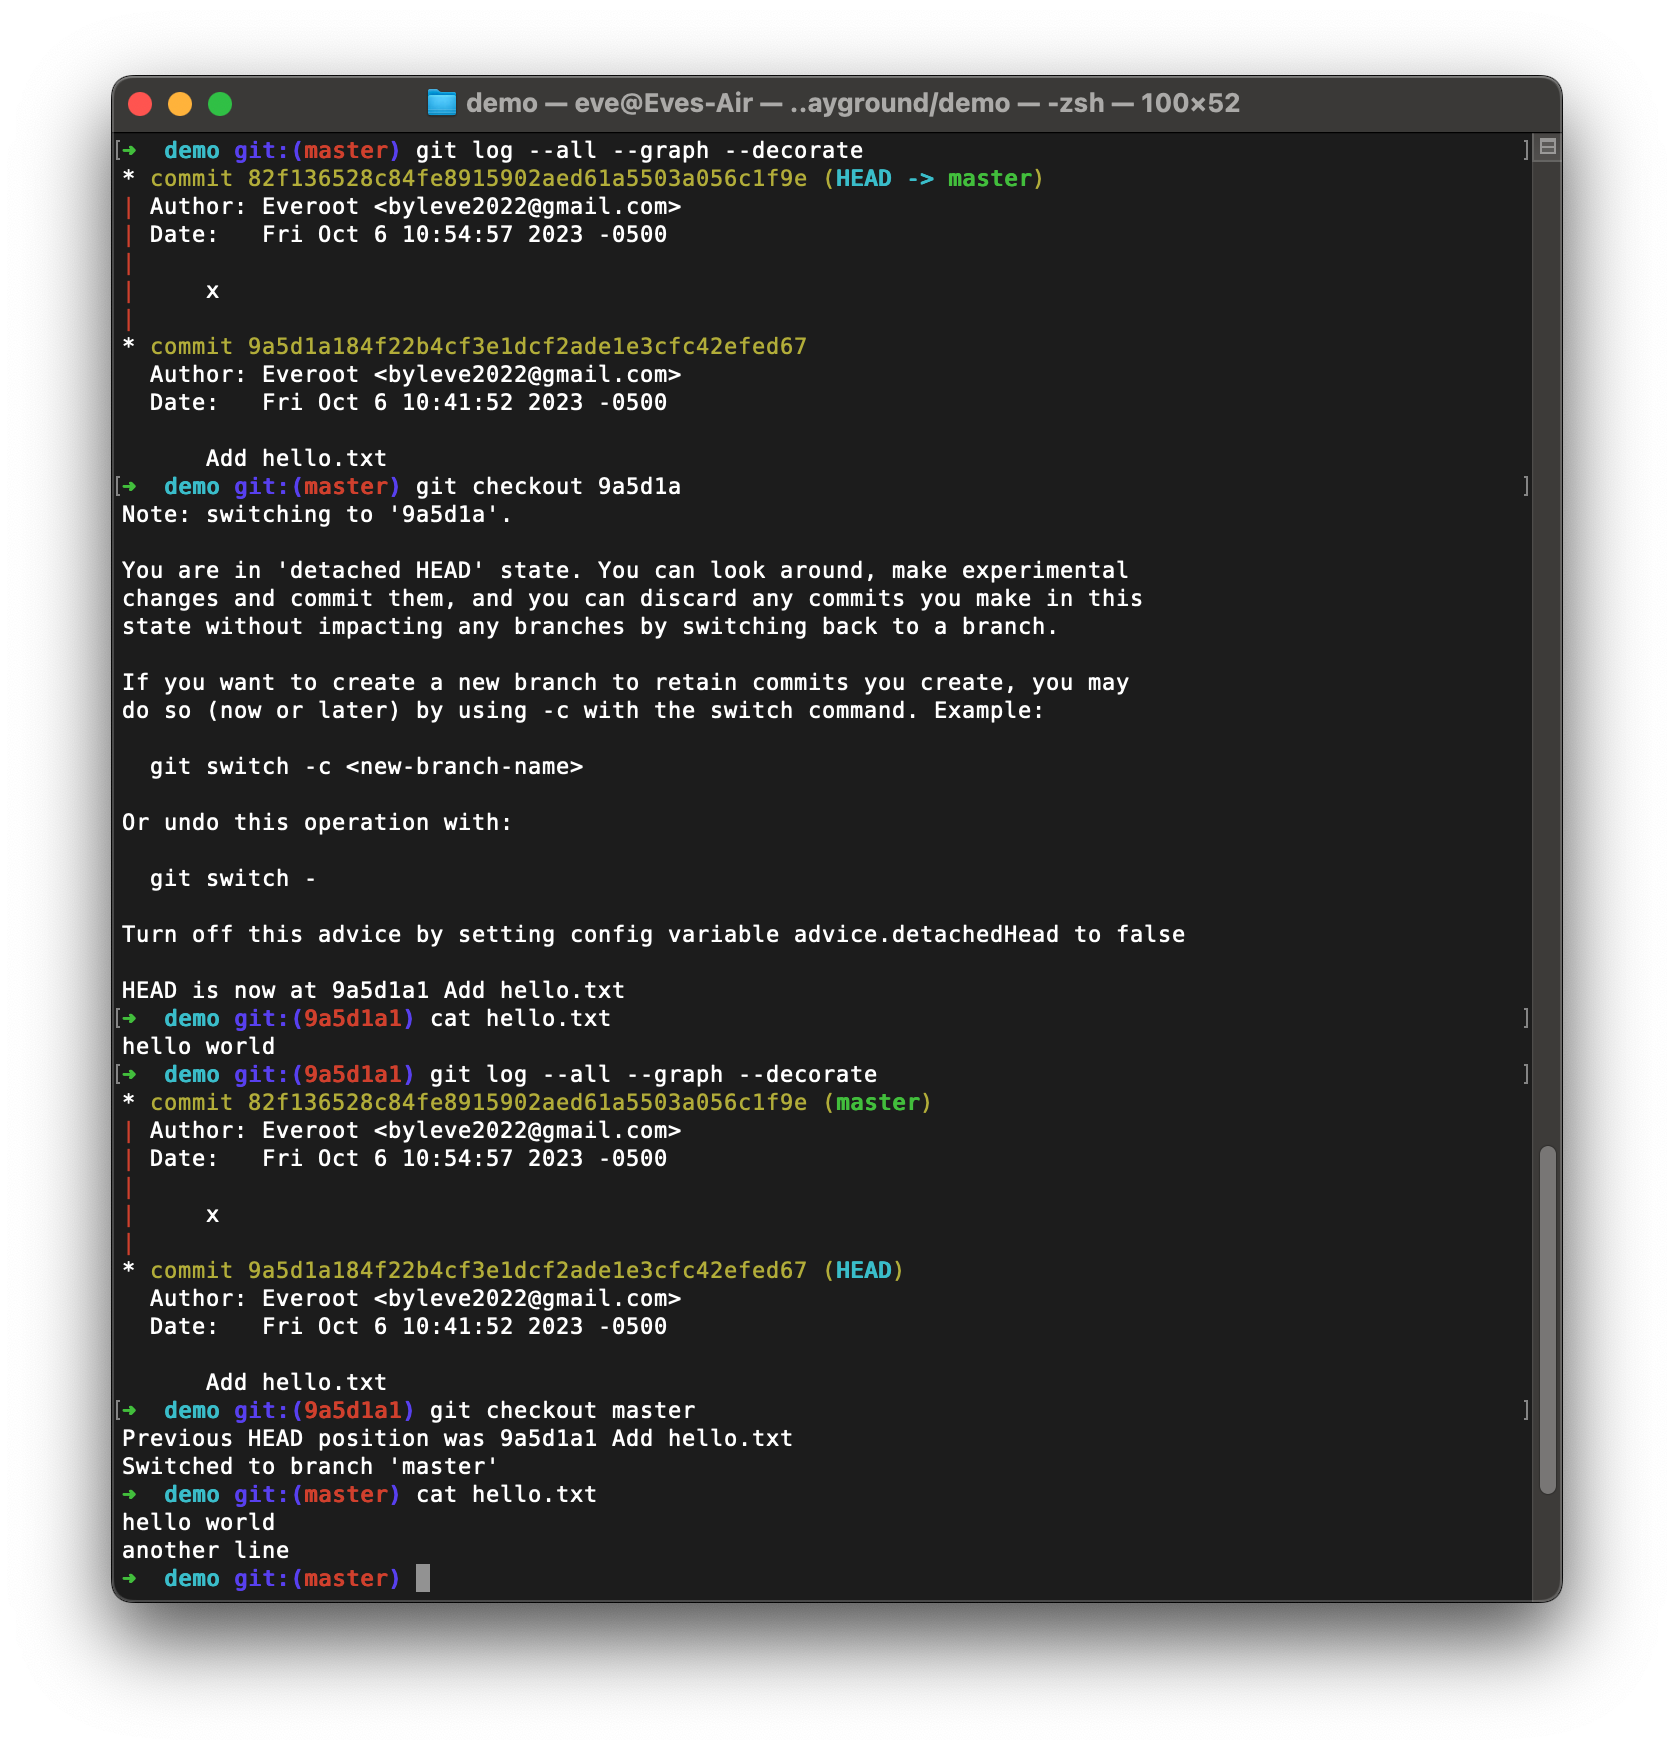 demo — eve@Eves-Air — ..ayground/demo — -zsh — 100×52
[➜  demo git:(master) git log --all --graph --decorate ]
* commit 82f136528c84fe8915902aed61a5503a056c1f9e (HEAD -> master)
| Author: Everoot <byleve2022@gmail.com>
| Date:   Fri Oct 6 10:54:57 2023 -0500
|
|     x
|
* commit 9a5d1a184f22b4cf3e1dcf2ade1e3cfc42efed67
  Author: Everoot <byleve2022@gmail.com>
  Date:   Fri Oct 6 10:41:52 2023 -0500

      Add hello.txt
[➜  demo git:(master) git checkout 9a5d1a ]
Note: switching to '9a5d1a'.

You are in 'detached HEAD' state. You can look around, make experimental
changes and commit them, and you can discard any commits you make in this
state without impacting any branches by switching back to a branch.

If you want to create a new branch to retain commits you create, you may
do so (now or later) by using -c with the switch command. Example:

  git switch -c <new-branch-name>

Or undo this operation with:

  git switch -

Turn off this advice by setting config variable advice.detachedHead to false

HEAD is now at 9a5d1a1 Add hello.txt
[➜  demo git:(9a5d1a1) cat hello.txt ]
hello world
[➜  demo git:(9a5d1a1) git log --all --graph --decorate ]
* commit 82f136528c84fe8915902aed61a5503a056c1f9e (master)
| Author: Everoot <byleve2022@gmail.com>
| Date:   Fri Oct 6 10:54:57 2023 -0500
|
|     x
|
* commit 9a5d1a184f22b4cf3e1dcf2ade1e3cfc42efed67 (HEAD)
  Author: Everoot <byleve2022@gmail.com>
  Date:   Fri Oct 6 10:41:52 2023 -0500

      Add hello.txt
[➜  demo git:(9a5d1a1) git checkout master ]
Previous HEAD position was 9a5d1a1 Add hello.txt
Switched to branch 'master'
➜  demo git:(master) cat hello.txt
hello world
another line
➜  demo git:(master)